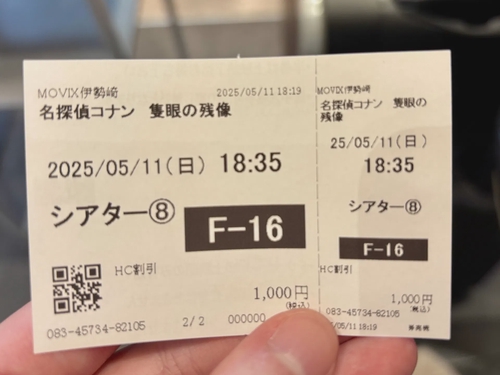 MOVIX伊勢崎
2025/05/11 18:19
名探偵コナン 隻眼の残像
2025/05/11(日) 18:35
シアター⑧
F-16
HC割引
1,000円
(税込)
083-45734-82105
2/2
000000
MOVIX伊勢崎
名探偵コナン 隻眼の
残像
25/05/11(日)
18:35
シアター⑧
F-16
HC割引
1,000円
(税込)
083-45734-82105
/05/11 18:19